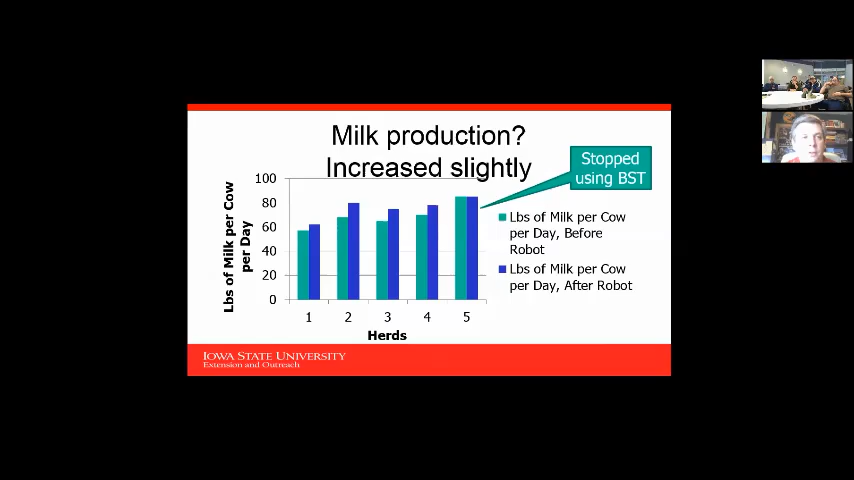 Milk production?
Increased slightly
Stopped
using BST
Lbs of Milk per Cow
per Day
100
80
60
40
20
0
1 2 3 4 5
Herds
Lbs of Milk per Cow
per Day, Before
Robot
Lbs of Milk per Cow
per Day, After Robot
IOWA STATE UNIVERSITY
Extension and Outreach